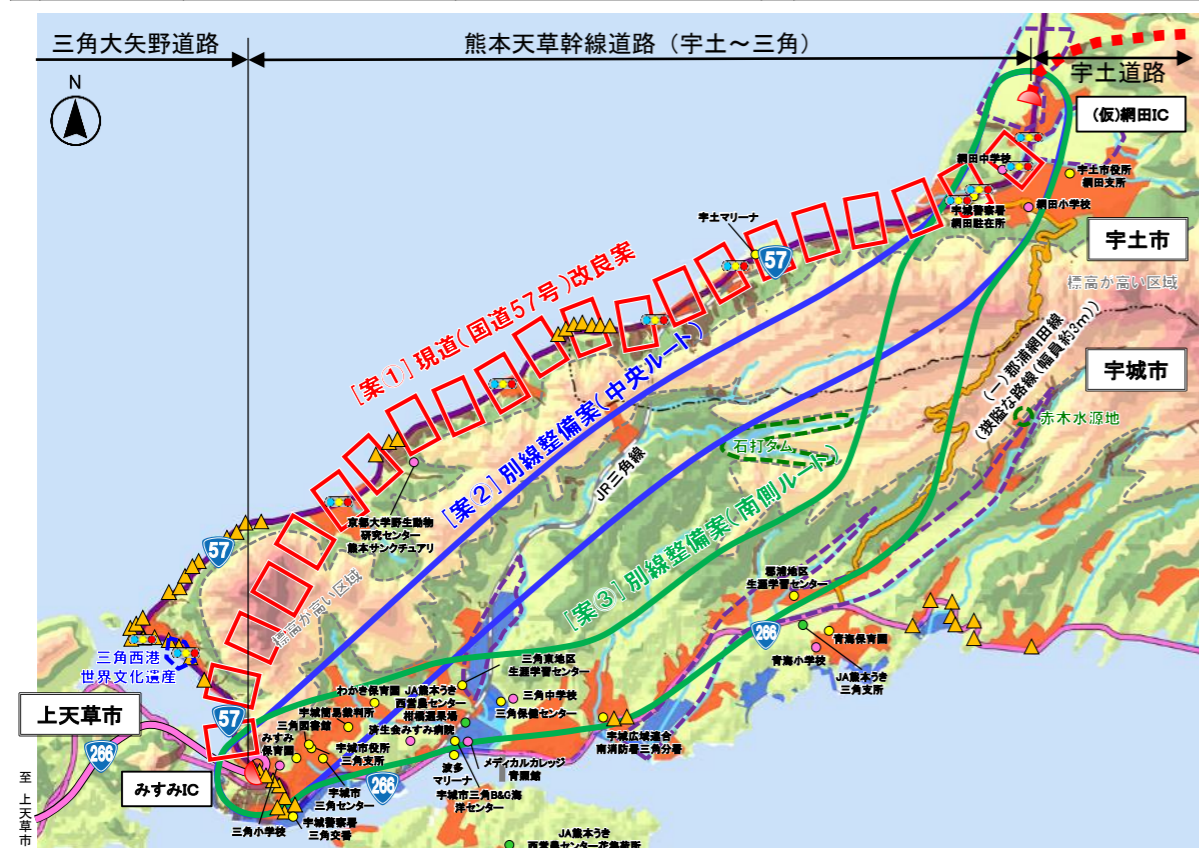 三角大矢野道路
熊本天草幹線道路（宇土～三角）
宇土道路
N
(仮)網田IC
網田中学校
宇土市役所
網田支所
網田小学校
宇城警察署
網田駐在所
宇土マリーナ
57
宇土市
標高が高い区域
宇城市
(一)郡浦網田線
(狭隘な路線(幅員約3m))
赤木水源地
[案①]現道(国道57号)改良案
[案②]別線整備案(中央ルート)
[案③]別線整備案(南側ルート)
JR三角線
石打ダム
京都大学野生動物
研究センター
熊本サンクチュアリ
57
標高が高い区域
三角西港
世界文化遺産
郡浦地区
生涯学習センター
266
青海保育園
青海小学校
JA熊本うき
三角支所
三角東地区
生涯学習センター
わかき保育園
JA熊本うき
西営農センター
柑橘選果場
三角中学校
三角保健センター
宇城簡易裁判所
三角図書館
済生会みすみ病院
宇城広域連合
南消防署三角分署
上天草市
57
みすみ
保育園
宇城市役所
三角支所
メディカルカレッジ
青照館
266
266
波多
マリーナ
宇城市三角B&G海
洋センター
みすみIC
宇城市
三角センター
至 上天草市
三角小学校
宇城警察署
三角交番
JA熊本うき
西営農センター花集荷所